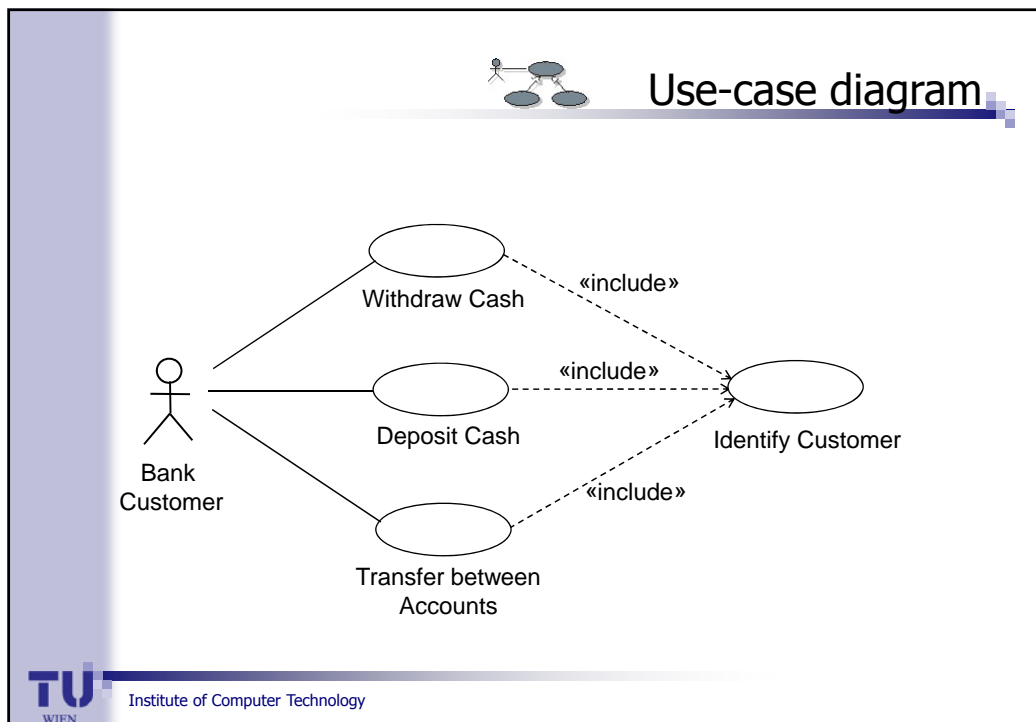 Use-case diagram
Withdraw Cash
«include»
Deposit Cash
«include»
Identify Customer
Bank
Customer
«include»
Transfer between
Accounts
TU
WIEN
Institute of Computer Technology